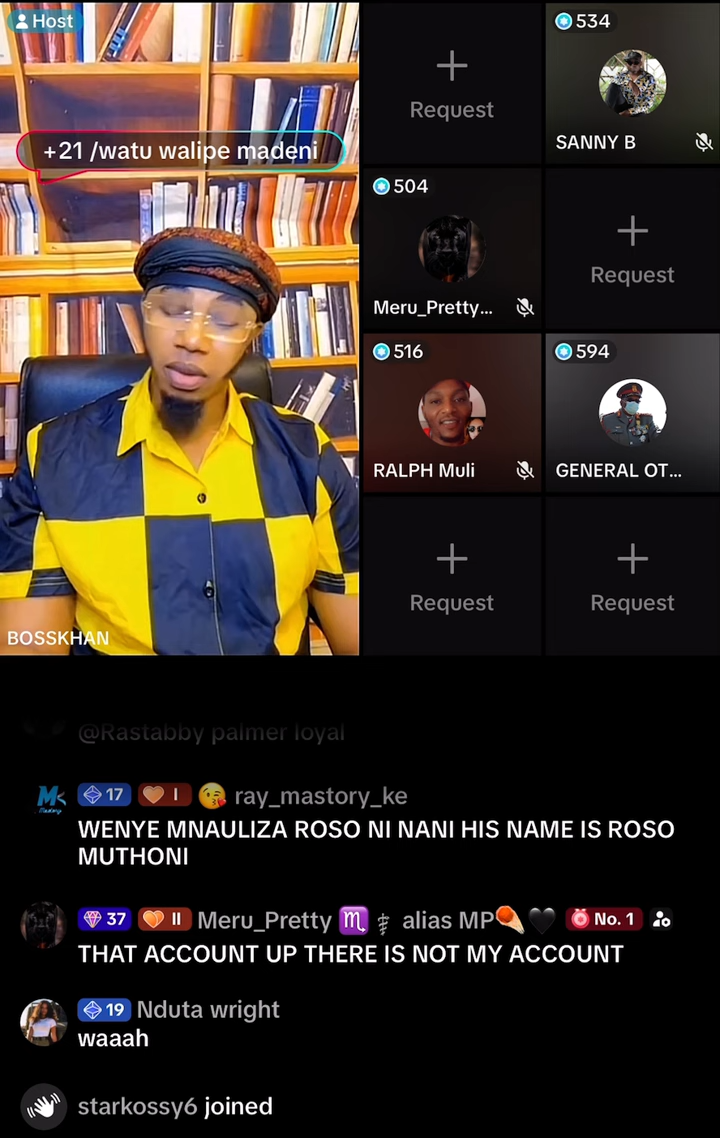 Host
+21 /watu walipe madeni
BOSSKHAN
Request
534
SANNY B
504
Meru_Pretty...
Request
516
RALPH Muli
594
GENERAL OT...
Request
Request
@Rastabby palmer loyal
17 I ray_mastory_ke
WENYE MNAULIZA ROSO NI NANI HIS NAME IS ROSO
MUTHONI
37 II Meru_Pretty ♏ ⚕ alias MP🖤 No. 1
THAT ACCOUNT UP THERE IS NOT MY ACCOUNT
19 Nduta wright
waaah
starkossy6 joined